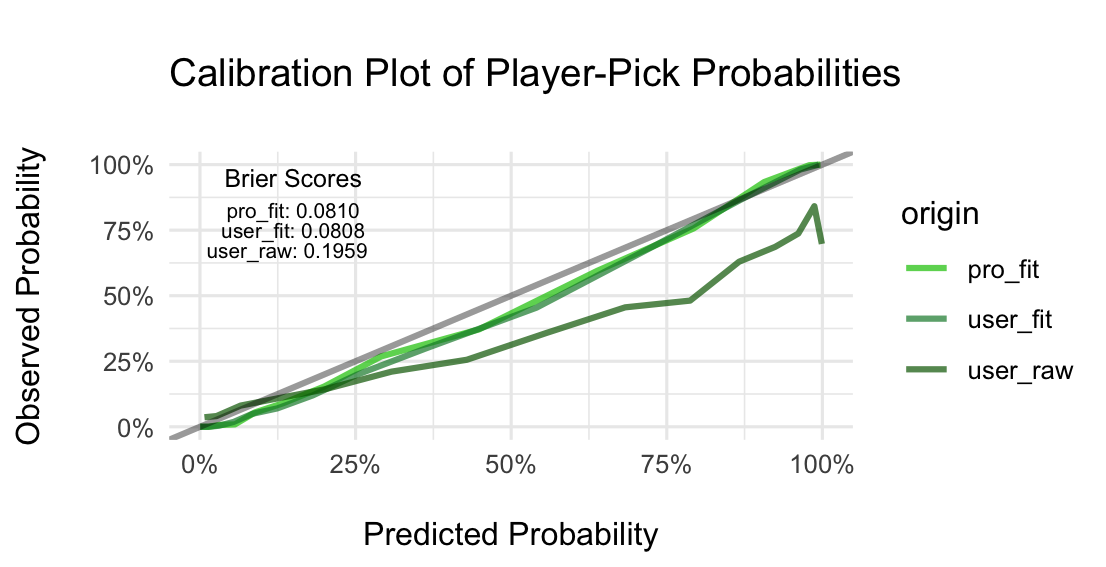 Calibration Plot of Player-Pick Probabilities
Observed Probability
100%
75%
50%
25%
0%
Brier Scores
pro_fit: 0.0810
user_fit: 0.0808
user_raw: 0.1959
0% 25% 50% 75% 100%
Predicted Probability
origin
pro_fit
user_fit
user_raw